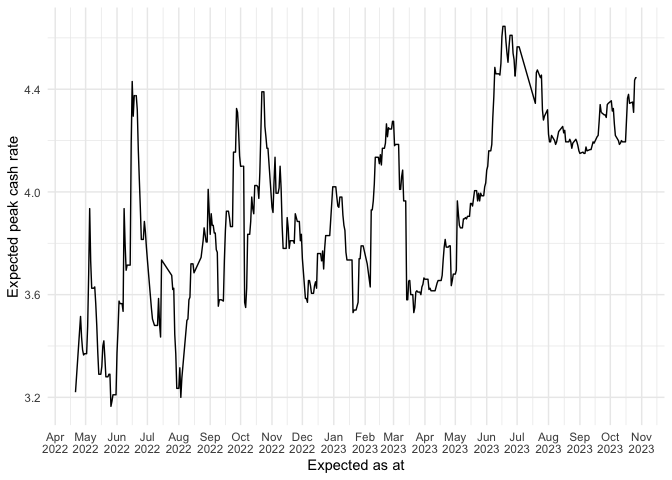 Expected peak cash rate
4.4
4.0
3.6
3.2
Apr May Jun Jul Aug Sep Oct Nov Dec Jan Feb Mar Apr May Jun Jul Aug Sep Oct Nov
2022 2022 2022 2022 2022 2022 2022 2022 2022 2023 2023 2023 2023 2023 2023 2023 2023 2023 2023 2023
Expected as at